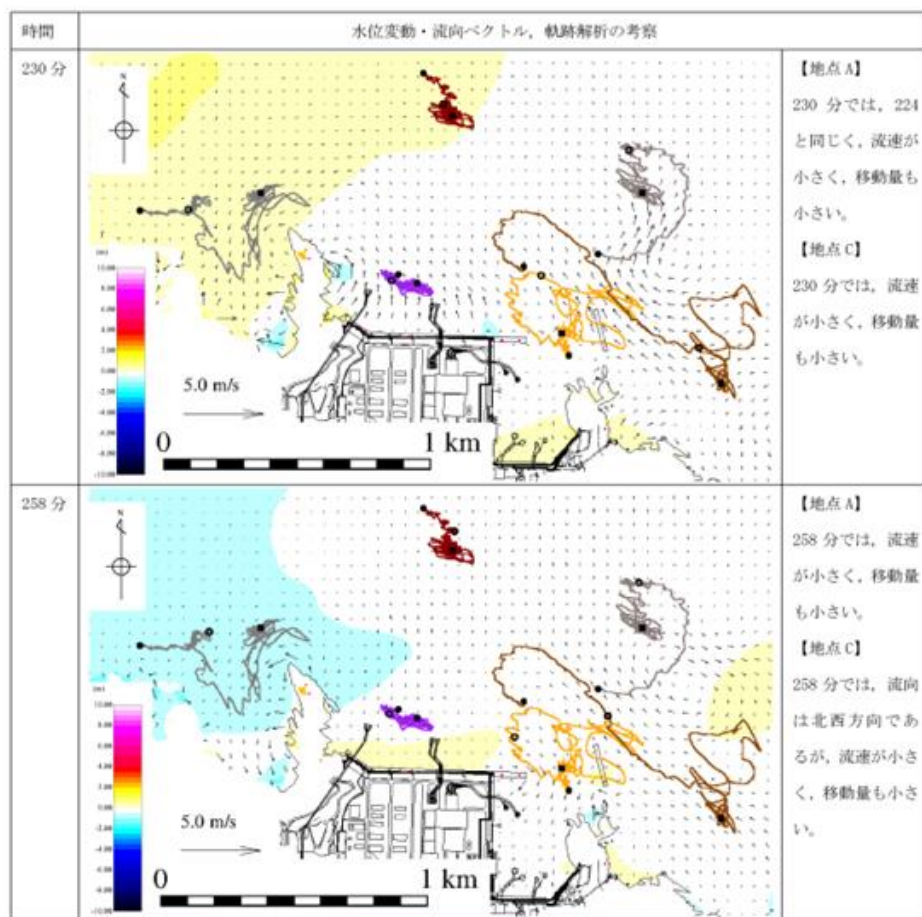 時間
水位変動・流向ベクトル，軌跡解析の考察
230 分
N
5.0 m/s
0
1 km
【地点A】
230 分では，224
と同じく，流速が
小さく，移動量も
小さい。
【地点C】
230 分では，流速
が小さく，移動量
も小さい。
258 分
N
5.0 m/s
0
1 km
【地点A】
258 分では，流速
が小さく，移動量
も小さい。
【地点C】
258 分では，流向
は北西方向であ
るが，流速が小さ
く，移動量も小さ
い。